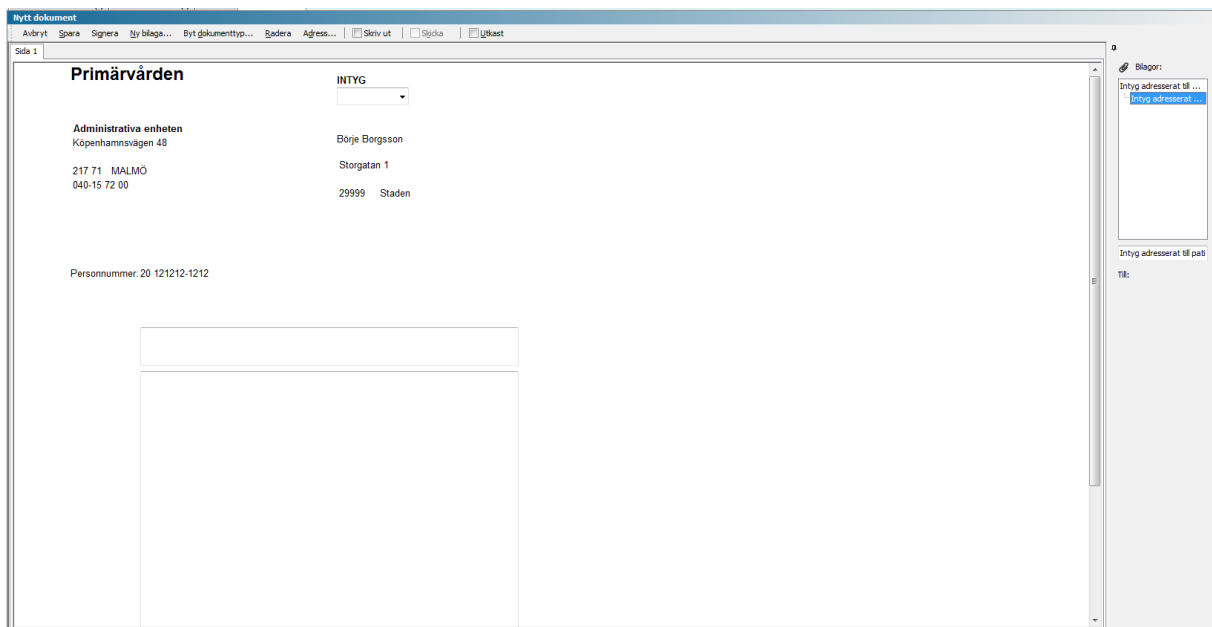 Nytt dokument
Avbryt Spara Signera Ny bilaga... Byt dokumenttyp... Radera Adress... Skriv ut Skicka Utkast
Sida 1
Primärvården
INTYG
Administrativa enheten
Köpenhamnsvägen 48
217 71 MALMÖ
040-15 72 00
Börje Borgsson
Storgatan 1
29999 Staden
Personnummer: 20 121212-1212
Bilagor:
Intyg adresserat till ...
Intyg adresserat ...
Intyg adresserat till pati
Till: